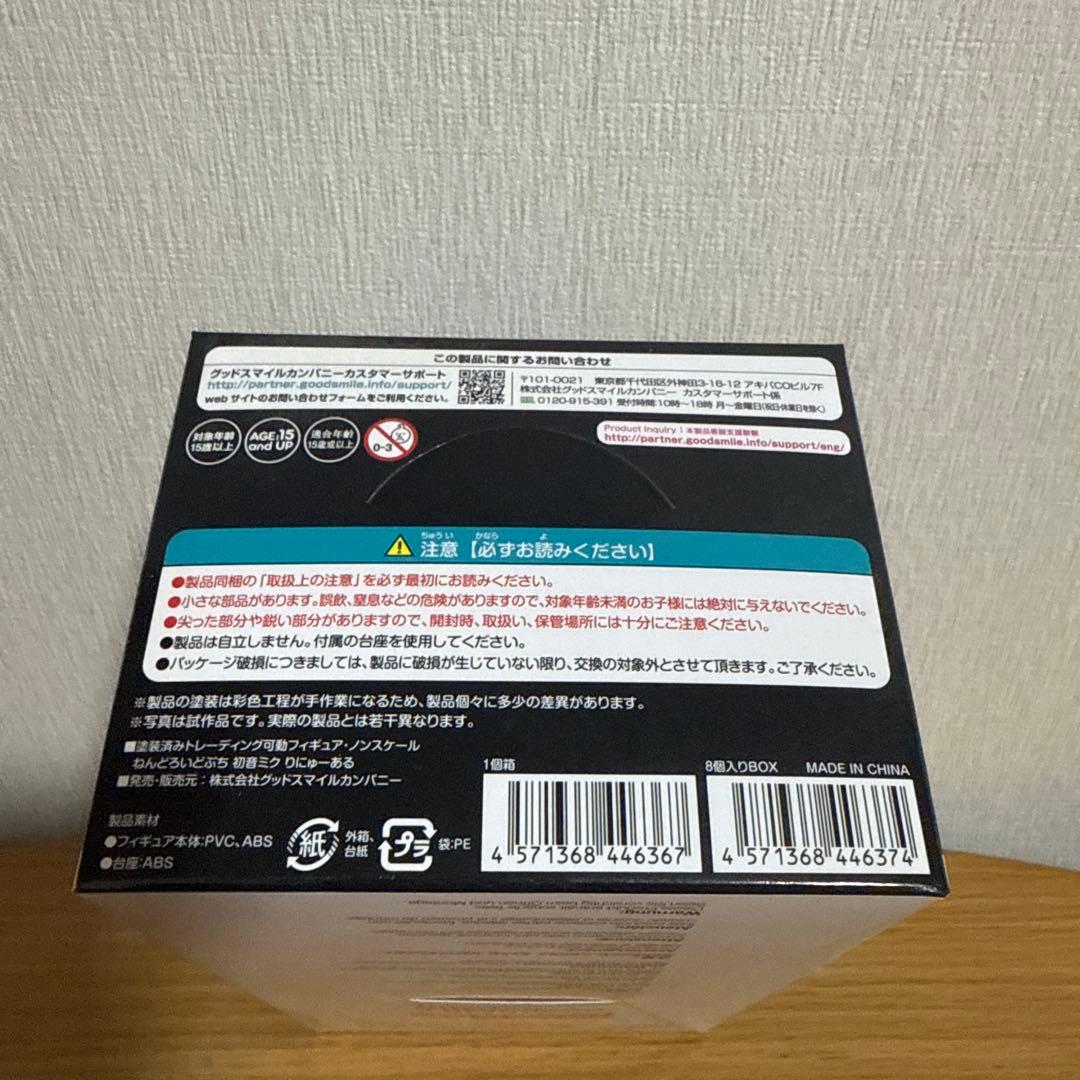 この製品に関するお問い合わせ
グッドスマイルカンパニーカスタマーサポート
http://partner.goodsmile.info/support/
web サイトのお問い合わせフォームをご利用ください。
〒101-0021 東京都千代田区外神田3-16-12 アキバCOビル7F
株式会社グッドスマイルカンパニー カスタマーサポート係
0120-915-391 受付時間:10時～18時 月～金曜日(祝日・休業日を除く)
対象年齢
15歳以上
AGE:15
and UP
適合年齢
15歲或以上
0-3
Product Inquiry | 本製品客服支援聯繫
http://partner.goodsmile.info/support/eng/
ちゅうい かなら よ
注意【必ずお読みください】
●製品同梱の「取扱上の注意」を必ず最初にお読みください。
●小さな部品があります。誤飲、窒息などの危険がありますので、対象年齢未満のお子様には絶対に与えないでください。
●尖った部分や鋭い部分がありますので、開封時、取扱い、保管場所には十分にご注意ください。
●製品は自立しません。付属の台座を使用してください。
●パッケージ破損につきましては、製品に破損が生じていない限り、交換の対象外とさせて頂きます。ご了承ください。
※製品の塗装は彩色工程が手作業になるため、製品個々に多少の差異があります。
※写真は試作品です。実際の製品とは若干異なります。
■塗装済みトレーディング可動フィギュア・ノンスケール
ねんどろいどぷち 初音ミク りにゅーある
■発売・販売元：株式会社グッドスマイルカンパニー
製品素材
●フィギュア本体:PVC、ABS
●台座:ABS
紙
外箱、
台紙
プラ
袋:PE
1個箱
4 571368 446367
8個入りBOX MADE IN CHINA
4 571368 446374
Warnung:
Atención: